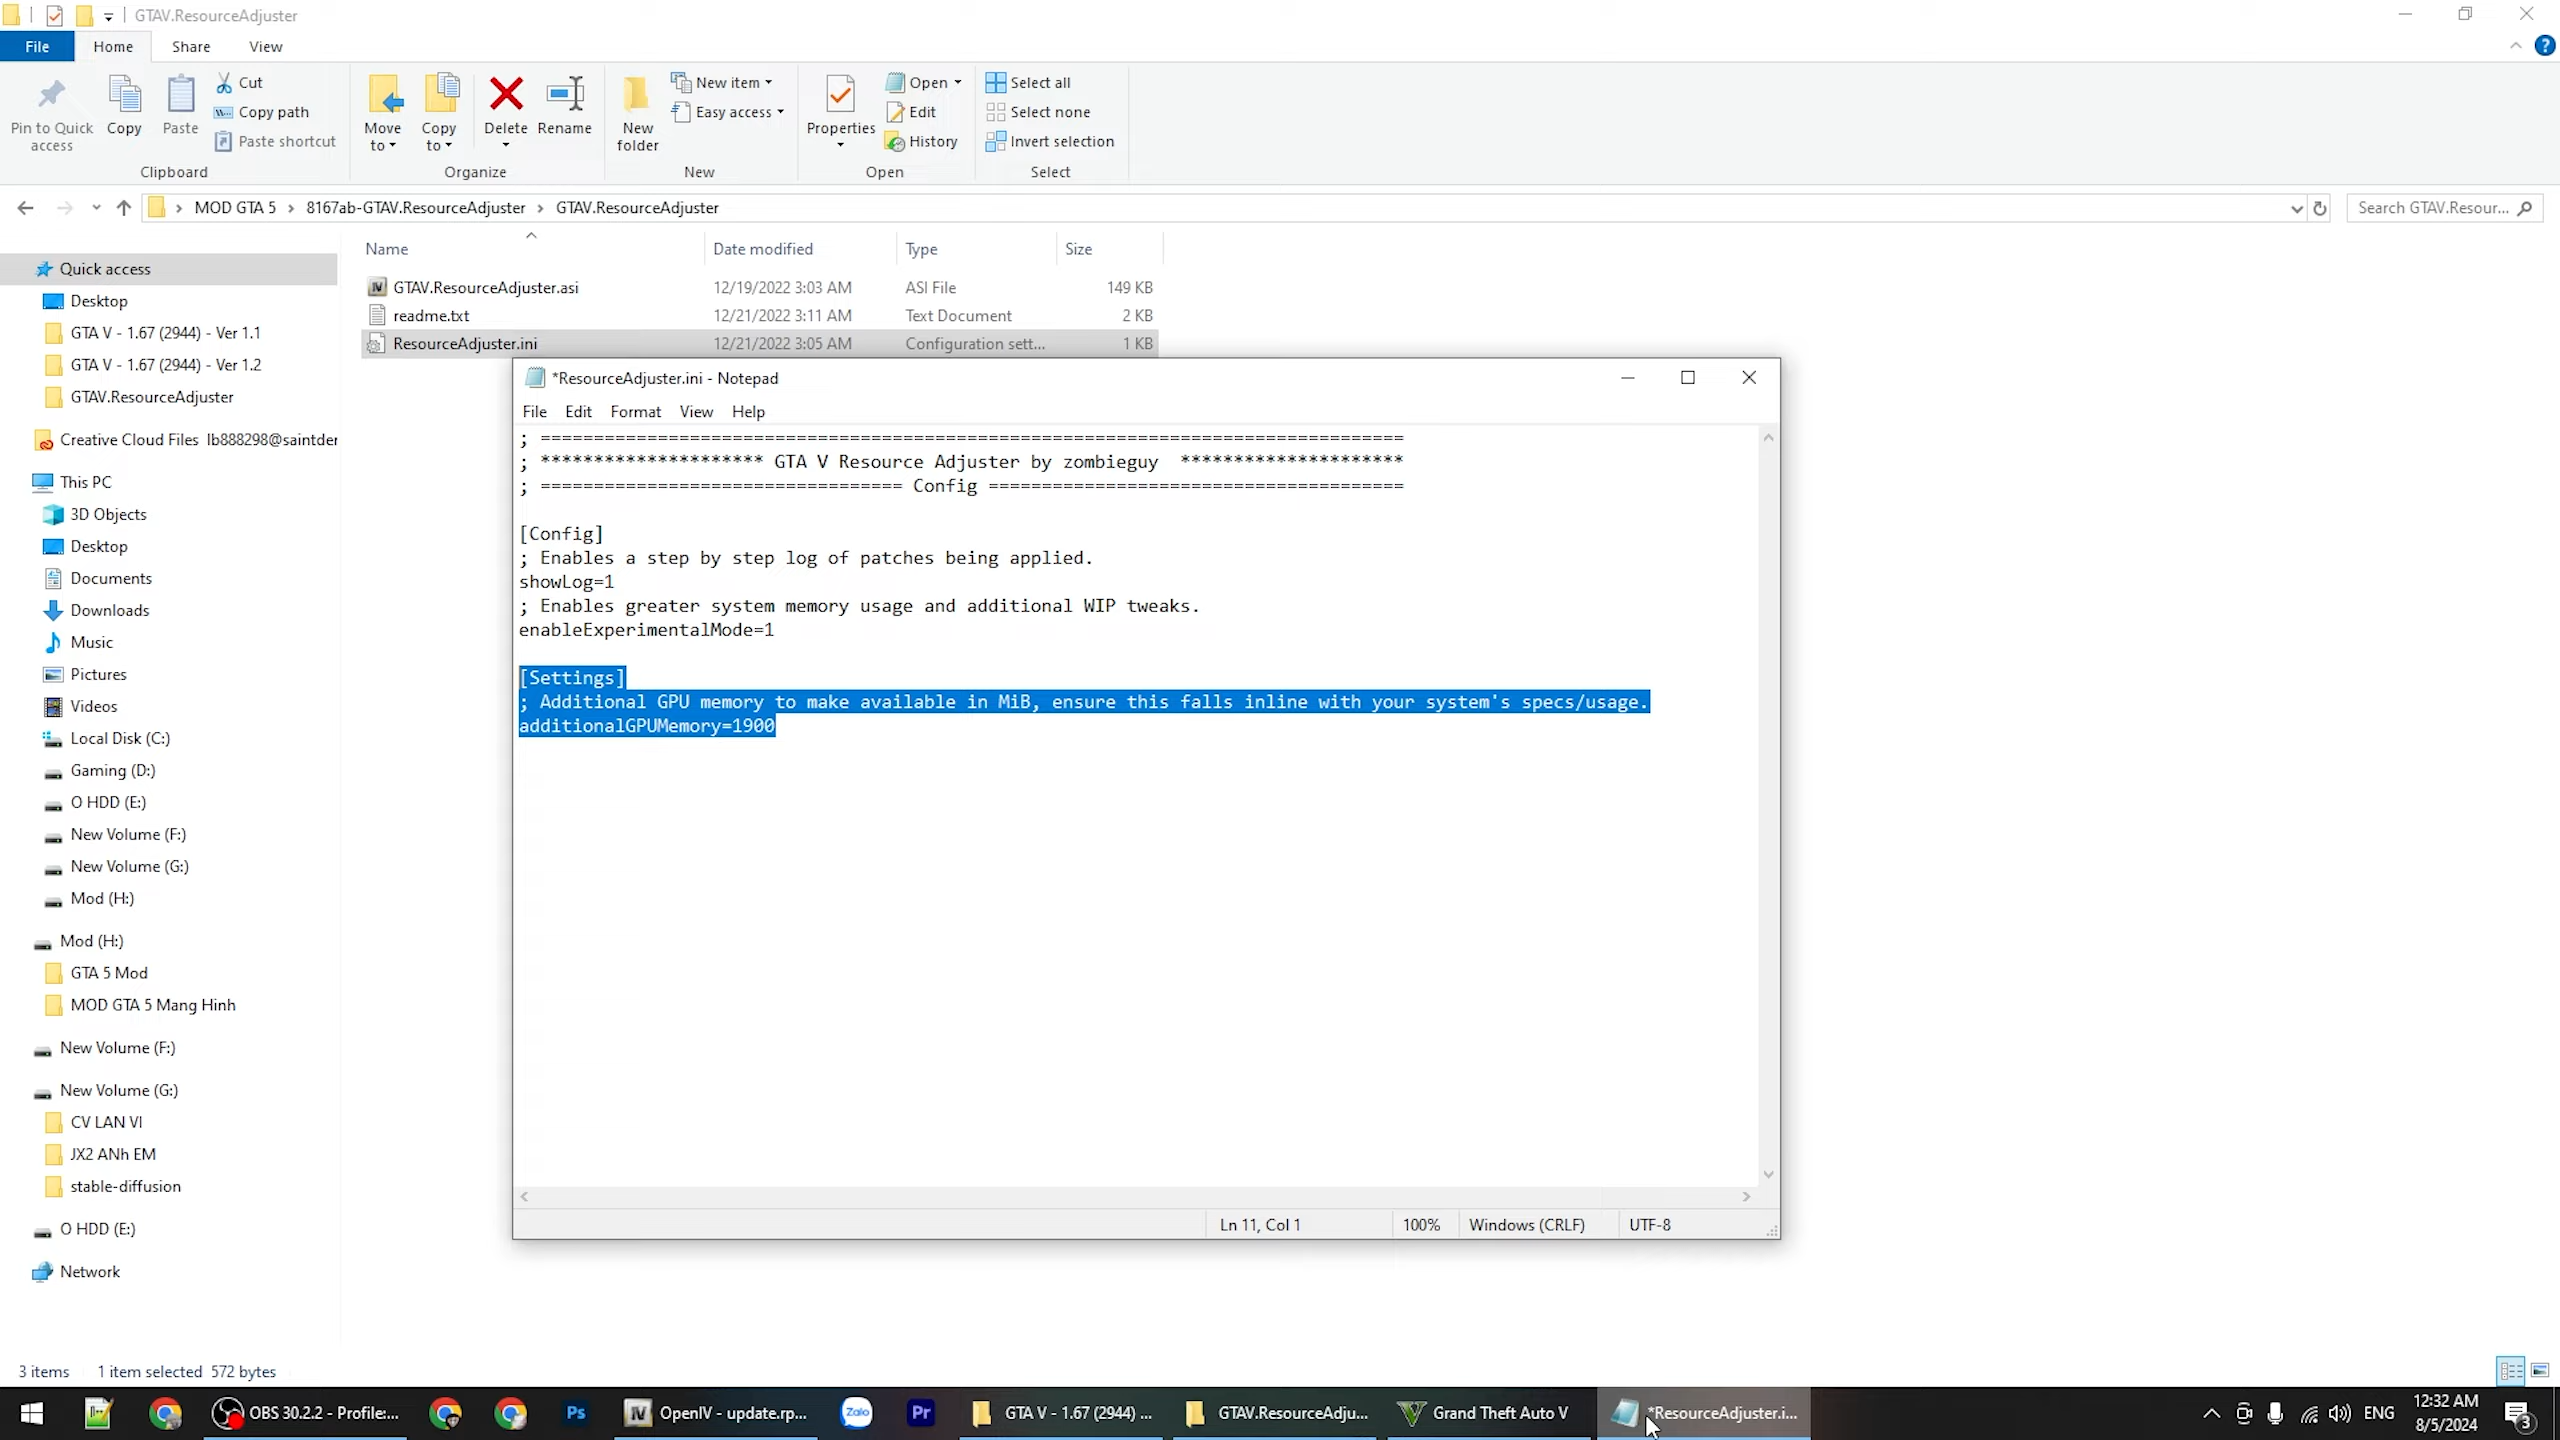 GTAV.ResourceAdjuster
File Home Share View
Pin to Quick access
Copy
Paste
Cut
Copy path
Paste shortcut
Clipboard
Move to
Copy to
Delete
Rename
Organize
New folder
New item
Easy access
New
Properties
Open
Edit
History
Open
Select all
Select none
Invert selection
Select
MOD GTA 5 > 8167ab-GTAV.ResourceAdjuster > GTAV.ResourceAdjuster
Search GTAV.Resour...
Name Date modified Type Size
GTAV.ResourceAdjuster.asi 12/19/2022 3:03 AM ASI File 149 KB
readme.txt 12/21/2022 3:11 AM Text Document 2 KB
ResourceAdjuster.ini 12/21/2022 3:05 AM Configuration sett... 1 KB
Quick access
Desktop
GTA V - 1.67 (2944) - Ver 1.1
GTA V - 1.67 (2944) - Ver 1.2
GTAV.ResourceAdjuster
Creative Cloud Files lb888298@saintder
This PC
3D Objects
Desktop
Documents
Downloads
Music
Pictures
Videos
Local Disk (C:)
Gaming (D:)
O HDD (E:)
New Volume (F:)
New Volume (G:)
Mod (H:)
Mod (H:)
GTA 5 Mod
MOD GTA 5 Mang Hinh
New Volume (F:)
New Volume (G:)
CV LAN VI
JX2 ANh EM
stable-diffusion
O HDD (E:)
Network
*ResourceAdjuster.ini - Notepad
File Edit Format View Help
; =================================================================================
; ********************* GTA V Resource Adjuster by zombieguy *********************
; ================================== Config =======================================
[Config]
; Enables a step by step log of patches being applied.
showLog=1
; Enables greater system memory usage and additional WIP tweaks.
enableExperimentalMode=1
[Settings]
; Additional GPU memory to make available in MiB, ensure this falls inline with your system's specs/usage.
additionalGPUMemory=1900
Ln 11, Col 1 100% Windows (CRLF) UTF-8
3 items 1 item selected 572 bytes
OBS 30.2.2 - Profile:...
Ps
OpenIV - update.rp...
Zalo
Pr
GTA V - 1.67 (2944) ...
GTAV.ResourceAdju...
Grand Theft Auto V
*ResourceAdjuster.i...
ENG
12:32 AM
8/5/2024
3